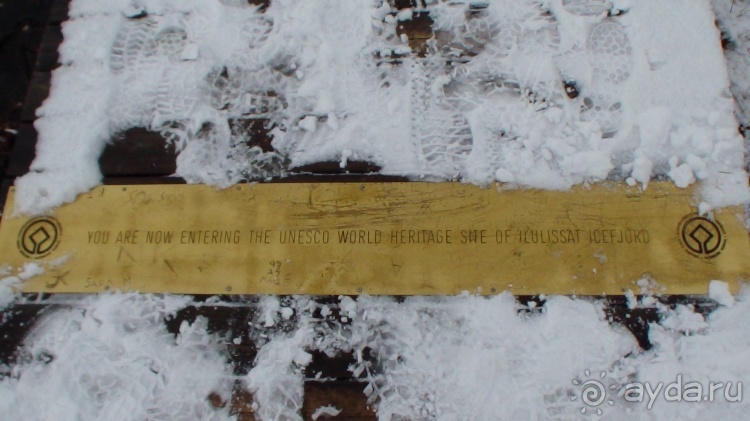 YOU ARE NOW ENTERING THE UNESCO WORLD HERITAGE SITE OF ILULISSAT ICEFJORD
ayda.ru